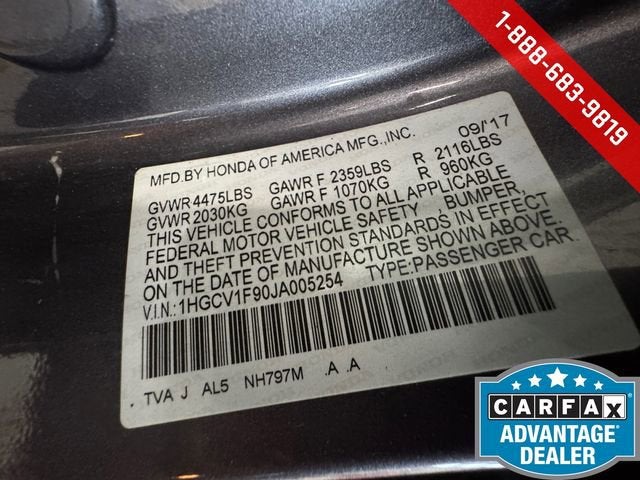 1-888-683-9819
MFD.BY HONDA OF AMERICA MFG.,INC. 09/'17
GVWR 4475LBS GAWR F 2359LBS R 2116LBS
GVWR 2030KG GAWR F 1070KG R 960KG
THIS VEHICLE CONFORMS TO ALL APPLICABLE
FEDERAL MOTOR VEHICLE SAFETY, BUMPER,
AND THEFT PREVENTION STANDARDS IN EFFECT
ON THE DATE OF MANUFACTURE SHOWN ABOVE.
V.I.N.:1HGCV1F90JA005254 TYPE:PASSENGER CAR
TVA J AL5 NH797M .A .A
CARFAX
ADVANTAGE®
DEALER